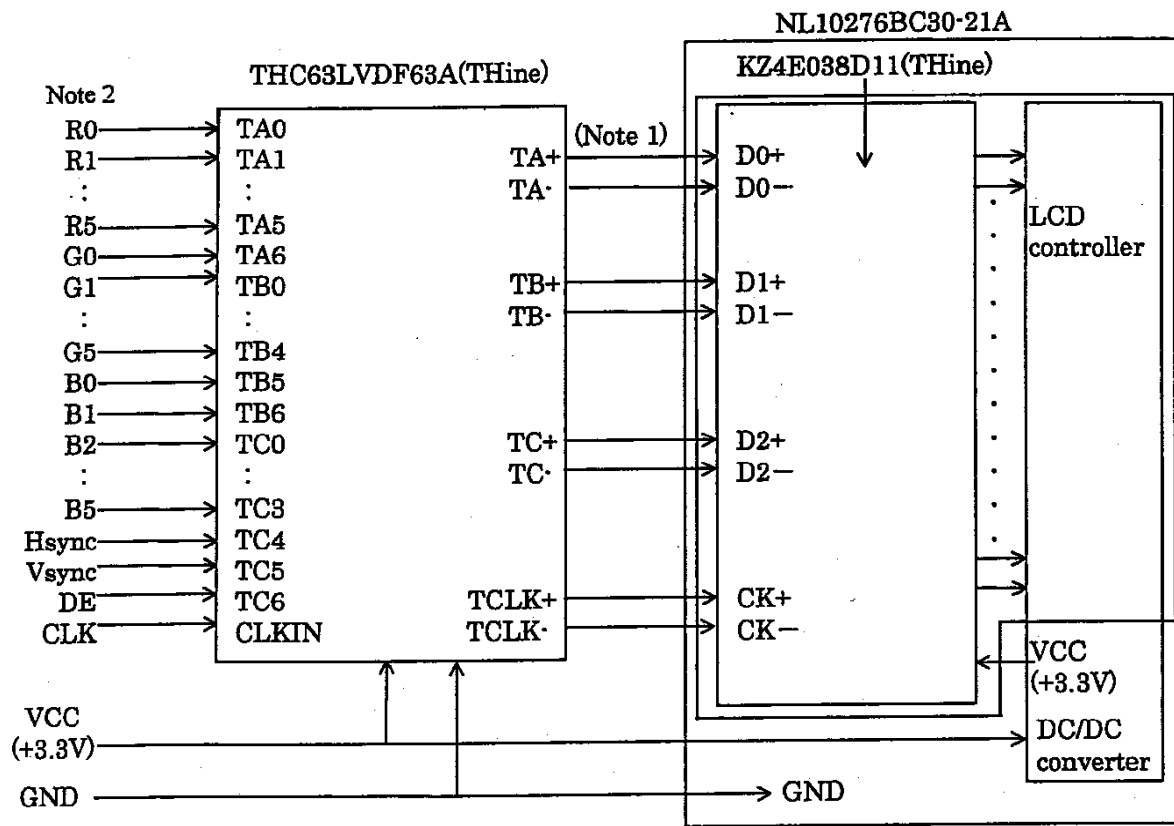 NL10276BC30-21A
THC63LVDF63A(THine)
KZ4E038D11(THine)
Note 2
(Note 1)
R0
R1
:
R5
G0
G1
:
G5
B0
B1
B2
:
B5
Hsync
Vsync
DE
CLK
TA0
TA1
:
TA5
TA6
TB0
:
TB4
TB5
TB6
TC0
:
TC3
TC4
TC5
TC6
CLKIN
TA+
TA-
TB+
TB-
TC+
TC-
TCLK+
TCLK-
D0+
D0−
D1+
D1−
D2+
D2−
CK+
CK−
LCD
controller
VCC
(+3.3V)
DC/DC
converter
VCC
(+3.3V)
GND
GND